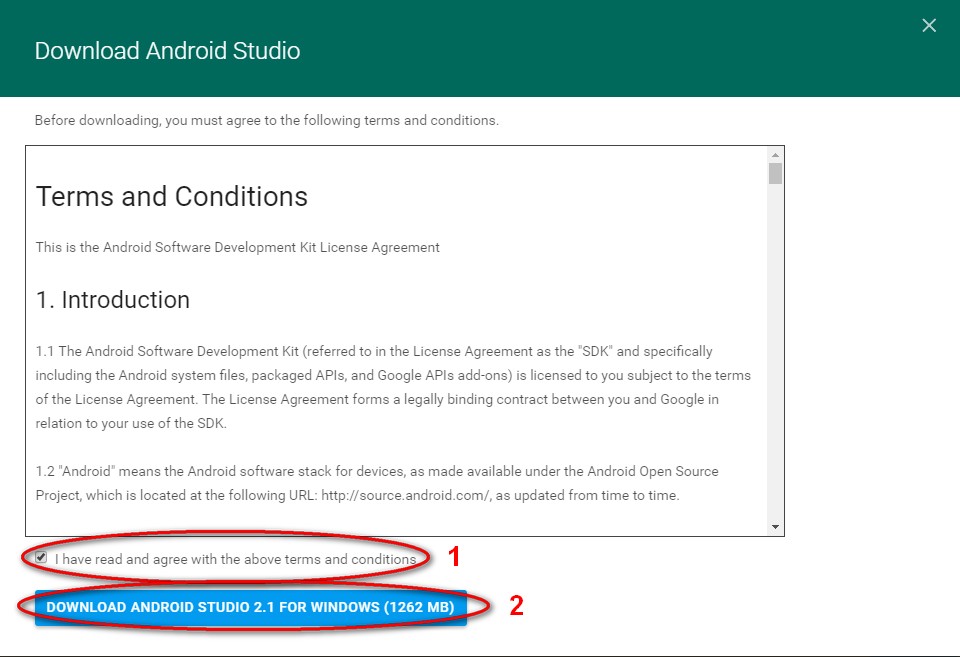 Download Android Studio
Before downloading, you must agree to the following terms and conditions.
Terms and Conditions
This is the Android Software Development Kit License Agreement
1. Introduction
1.1 The Android Software Development Kit (referred to in the License Agreement as the "SDK" and specifically
including the Android system files, packaged APIs, and Google APIs add-ons) is licensed to you subject to the terms
of the License Agreement. The License Agreement forms a legally binding contract between you and Google in
relation to your use of the SDK.
1.2 "Android" means the Android software stack for devices, as made available under the Android Open Source
Project, which is located at the following URL: http://source.android.com/, as updated from time to time.
I have read and agree with the above terms and conditions 1
DOWNLOAD ANDROID STUDIO 2.1 FOR WINDOWS (1262 MB) 2